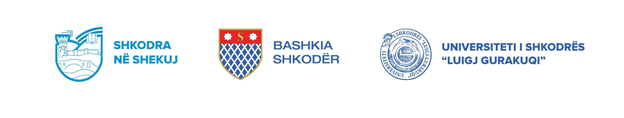 SHKODRA
NË SHEKUJ
S
BASHKIA
SHKODËR
UNIVERSITETI I SHKODRËS
“LUIGJ GURAKUQI”